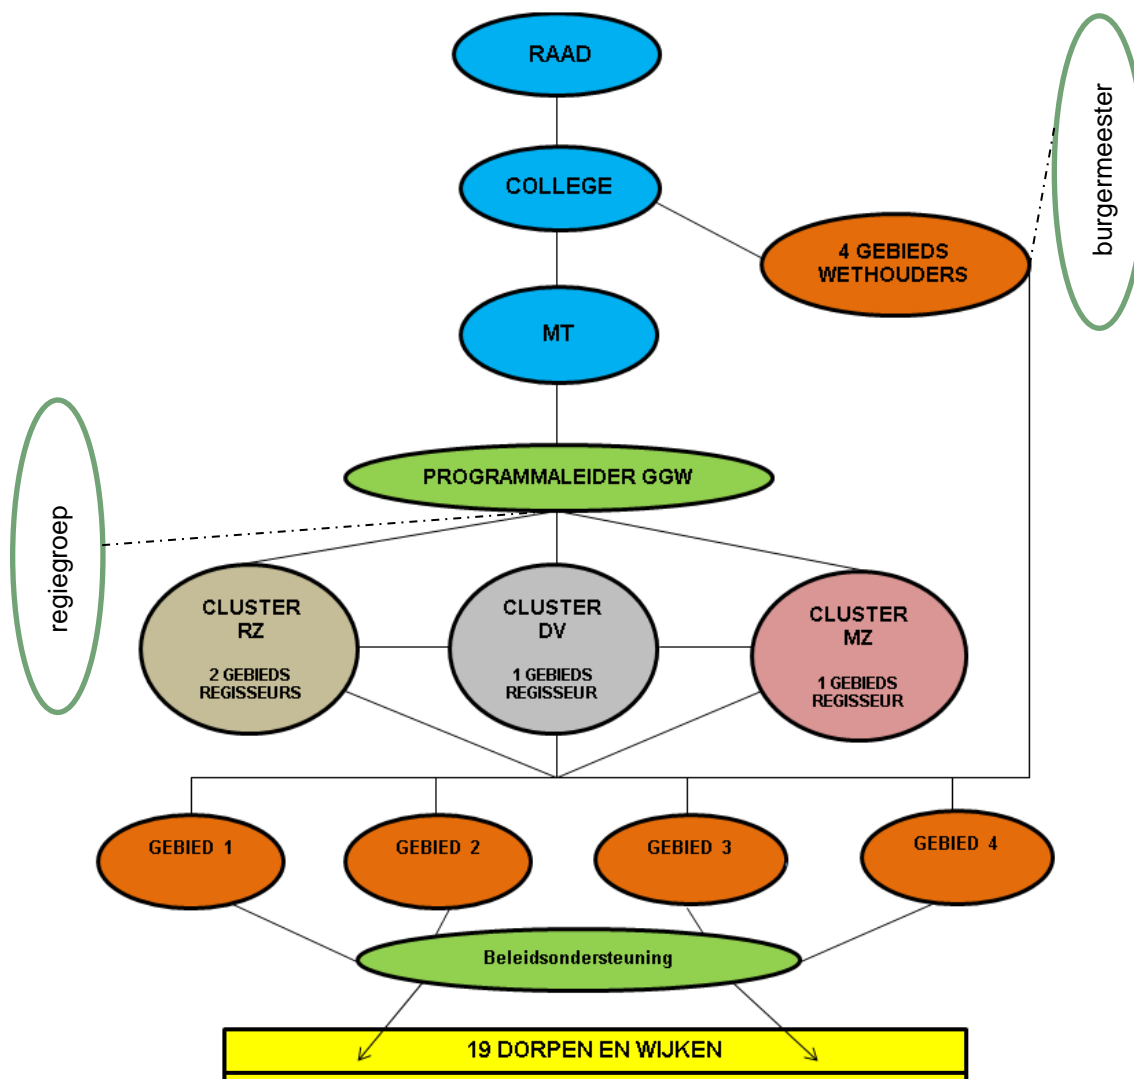 RAAD
COLLEGE
burgermeester
4 GEBIEDS
WETHOUDERS
MT
PROGRAMMALEIDER GGW
regiegroep
CLUSTER
RZ
2 GEBIEDS
REGISSEURS
CLUSTER
DV
1 GEBIEDS
REGISSEUR
CLUSTER
MZ
1 GEBIEDS
REGISSEUR
GEBIED 1
GEBIED 2
GEBIED 3
GEBIED 4
Beleidsondersteuning
19 DORPEN EN WIJKEN